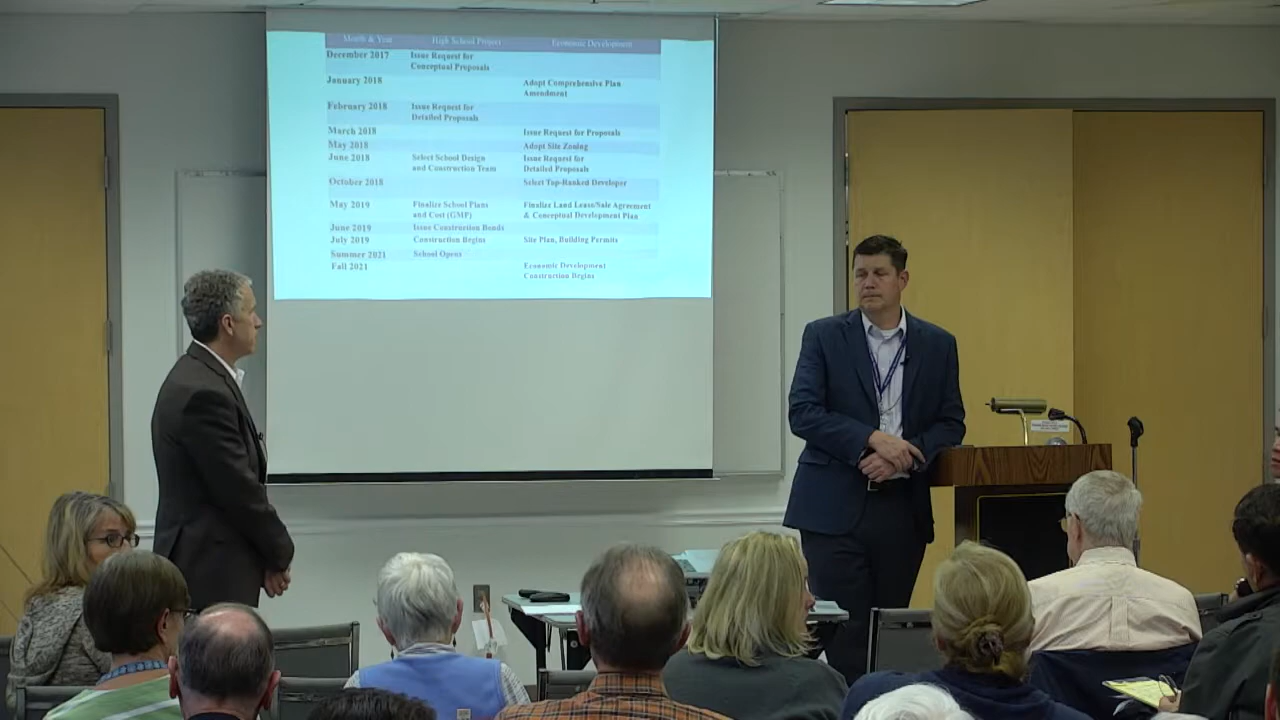 Month & Year High School Project Economic Development
December 2017 Issue Request for
Conceptual Proposals
January 2018 Adopt Comprehensive Plan
Amendment
February 2018 Issue Request for
Detailed Proposals
March 2018 Issue Request for Proposals
May 2018 Adopt Site Zoning
June 2018 Select School Design Issue Request for
and Construction Team Detailed Proposals
October 2018 Select Top-Ranked Developer
May 2019 Finalize School Plans Finalize Land Lease/Sale Agreement
and Cost (GMP) & Conceptual Development Plan
June 2019 Issue Construction Bonds
July 2019 Construction Begins Site Plan, Building Permits
Summer 2021 School Opens
Fall 2021 Economic Development
Construction Begins